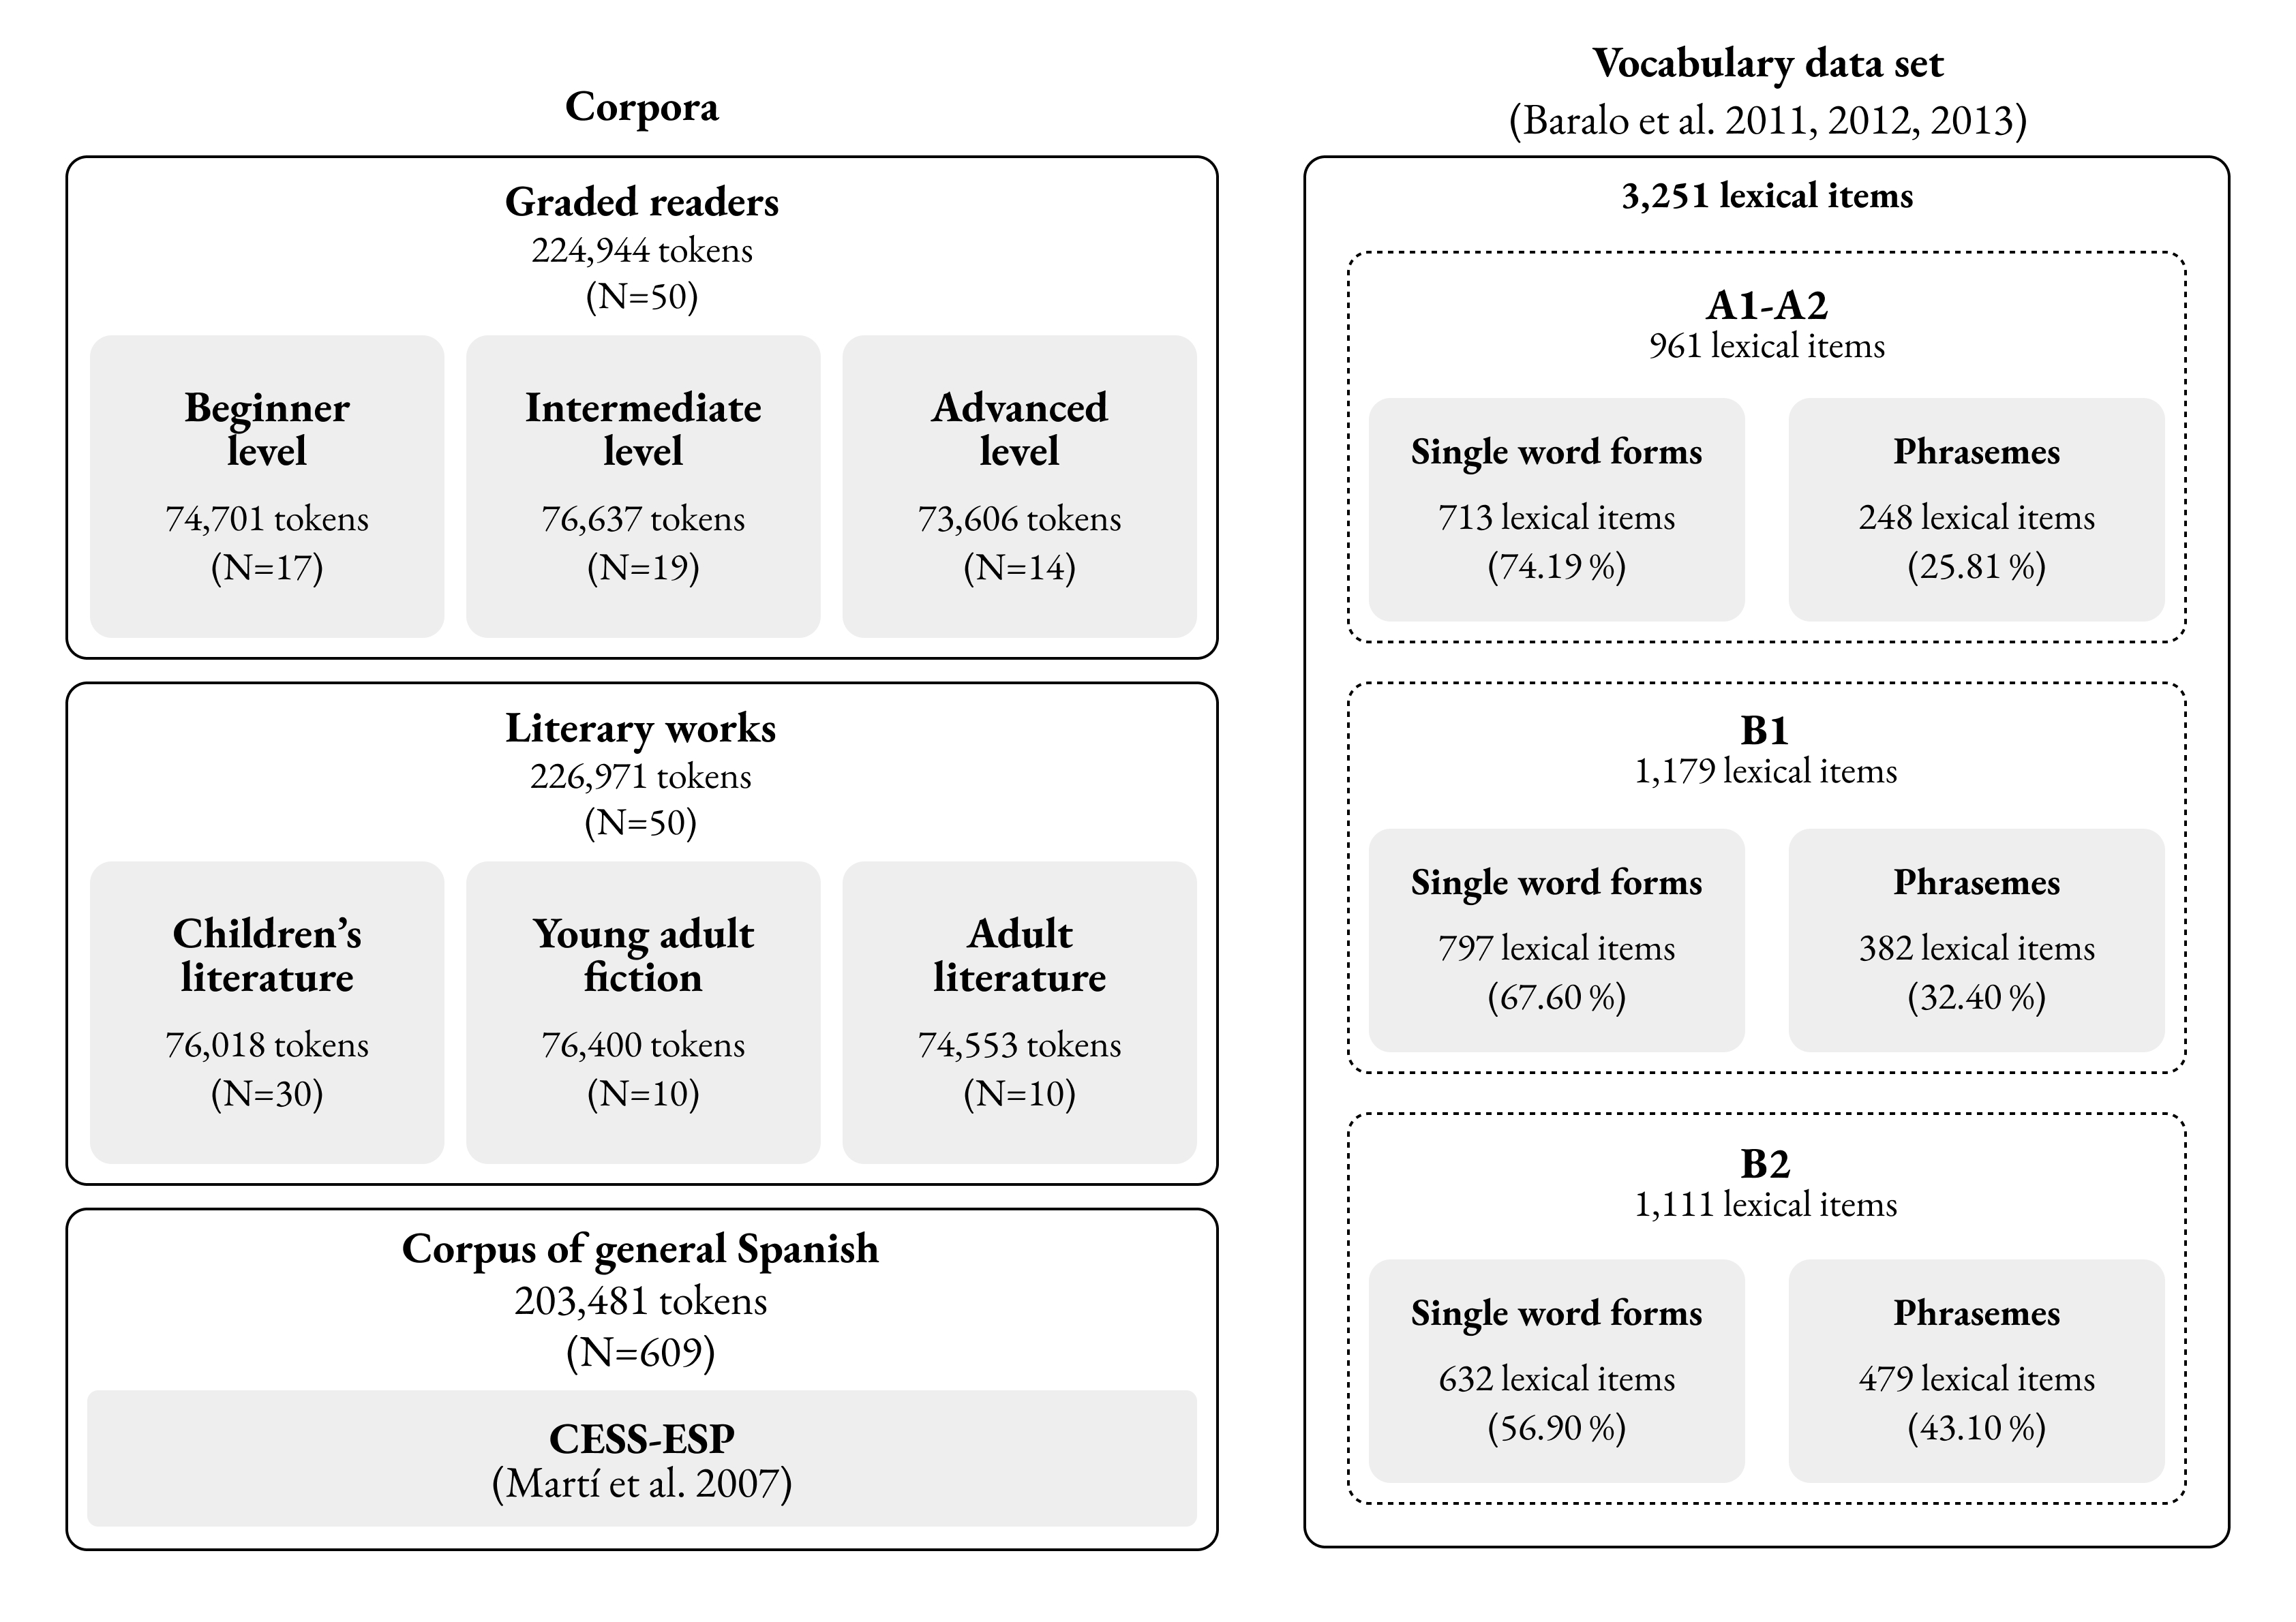 Corpora
Graded readers
224,944 tokens
(N=50)
Beginner
level
74,701 tokens
(N=17)
Intermediate
level
76,637 tokens
(N=19)
Advanced
level
73,606 tokens
(N=14)
Literary works
226,971 tokens
(N=50)
Children’s
literature
76,018 tokens
(N=30)
Young adult
fiction
76,400 tokens
(N=10)
Adult
literature
74,553 tokens
(N=10)
Corpus of general Spanish
203,481 tokens
(N=609)
CESS-ESP
(Martí et al. 2007)
Vocabulary data set
(Baralo et al. 2011, 2012, 2013)
3,251 lexical items
A1-A2
961 lexical items
Single word forms
713 lexical items
(74.19 %)
Phrasemes
248 lexical items
(25.81 %)
B1
1,179 lexical items
Single word forms
797 lexical items
(67.60 %)
Phrasemes
382 lexical items
(32.40 %)
B2
1,111 lexical items
Single word forms
632 lexical items
(56.90 %)
Phrasemes
479 lexical items
(43.10 %)